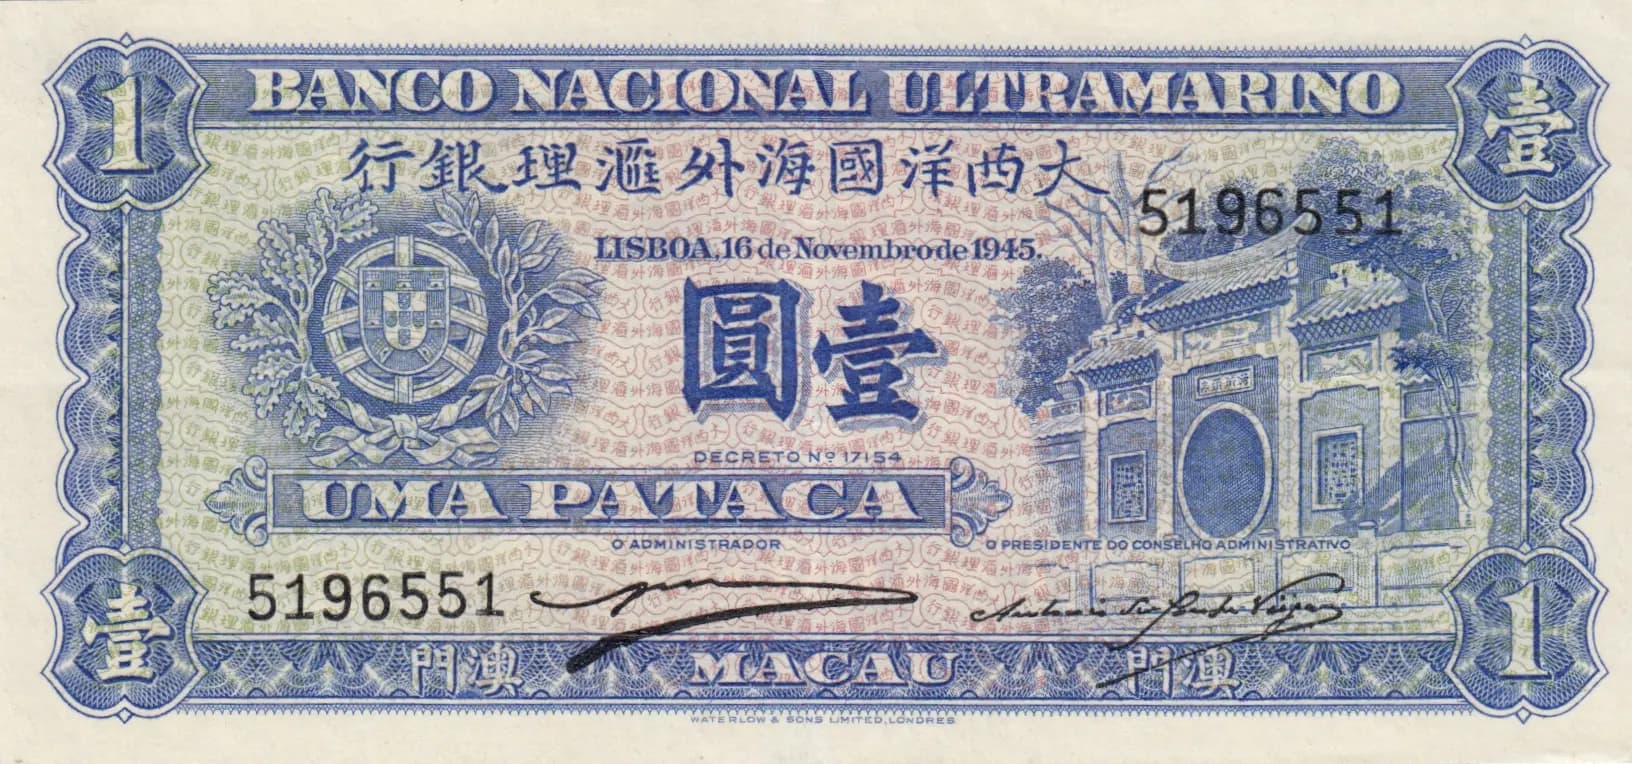 1
BANCO NACIONAL ULTRAMARINO
壹
大西洋國海外滙理銀行
5196551
LISBOA, 16 de Novembro de 1945.
壹圓
DECRETO Nº 17154
UMA PATACA
O ADMINISTRADOR
O PRESIDENTE DO CONSELHO ADMINISTRATIVO
5196551
壹
澳門
MACAU
澳門
1
WATERLOW & SONS LIMITED, LONDRES